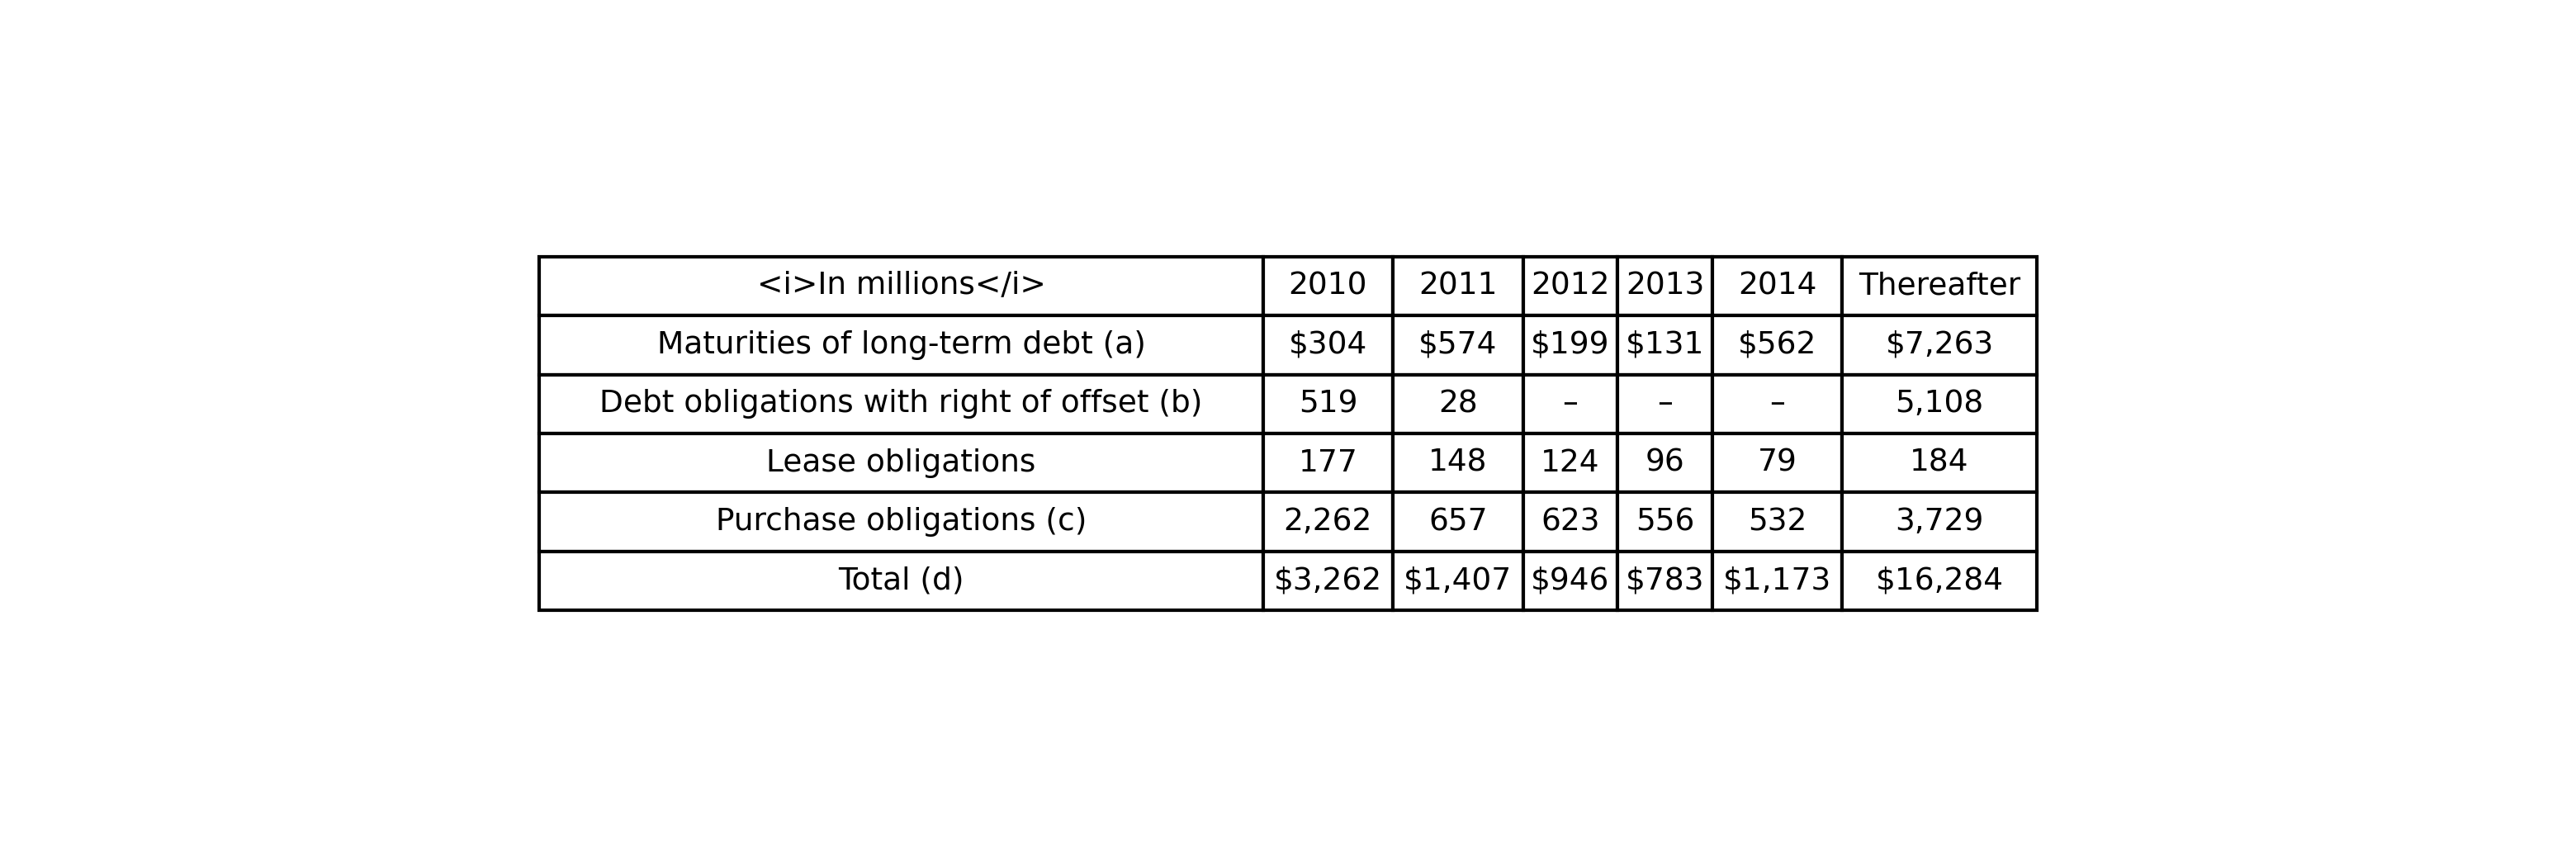 <i>In millions</i> 2010 2011 2012 2013 2014 Thereafter
Maturities of long-term debt (a) $304 $574 $199 $131 $562 $7,263
Debt obligations with right of offset (b) 519 28 – – – 5,108
Lease obligations 177 148 124 96 79 184
Purchase obligations (c) 2,262 657 623 556 532 3,729
Total (d) $3,262 $1,407 $946 $783 $1,173 $16,284